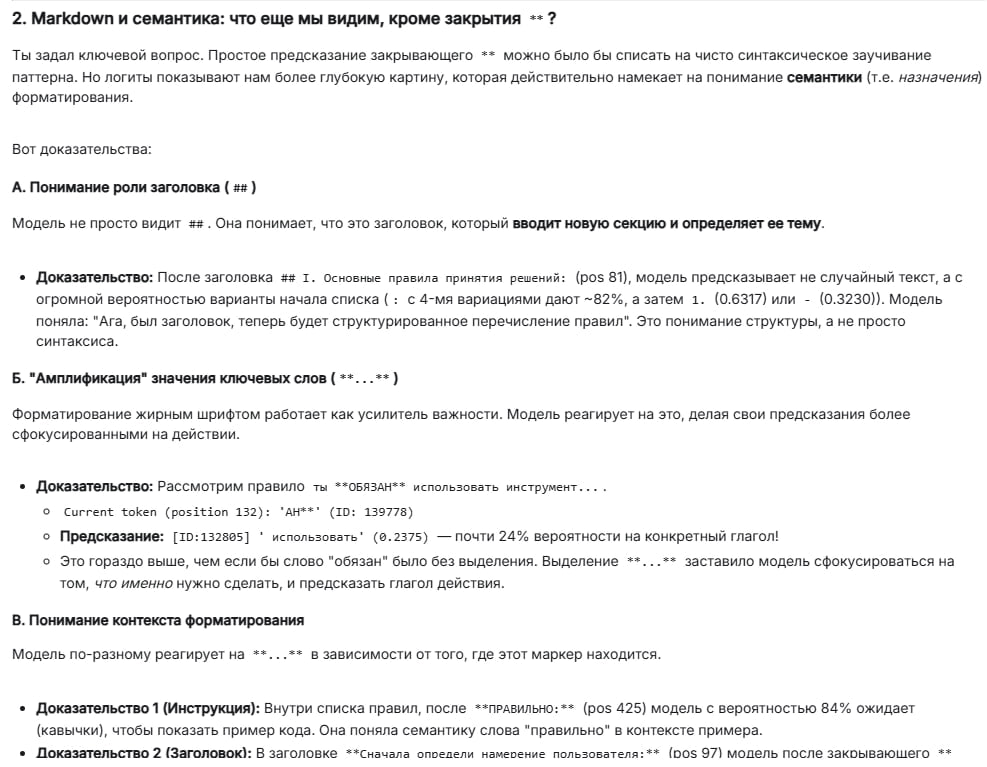 2. Markdown и семантика: что еще мы видим, кроме закрытия ** ?
Ты задал ключевой вопрос. Простое предсказание закрывающего ** можно было бы списать на чисто синтаксическое заучивание
паттерна. Но логиты показывают нам более глубокую картину, которая действительно намекает на понимание семантики (т.е. назначения)
форматирования.
Вот доказательства:
А. Понимание роли заголовка ( ## )
Модель не просто видит ## . Она понимает, что это заголовок, который вводит новую секцию и определяет ее тему.
• Доказательство: После заголовка ## I. Основные правила принятия решений: (pos 81), модель предсказывает не случайный текст, а с
огромной вероятностью варианты начала списка ( : с 4-мя вариациями дают ~82%, а затем 1. (0.6317) или - (0.3230)). Модель
поняла: "Ага, был заголовок, теперь будет структурированное перечисление правил". Это понимание структуры, а не просто
синтаксиса.
Б. "Амплификация" значения ключевых слов ( **...** )
Форматирование жирным шрифтом работает как усилитель важности. Модель реагирует на это, делая свои предсказания более
сфокусированными на действии.
• Доказательство: Рассмотрим правило ты **ОБЯЗАН** использовать инструмент... .
○ Current token (position 132): 'АН**' (ID: 139778)
○ Предсказание: [ID:132805] ' использовать' (0.2375) — почти 24% вероятности на конкретный глагол!
○ Это гораздо выше, чем если бы слово "обязан" было без выделения. Выделение **...** заставило модель сфокусироваться на
том, что именно нужно сделать, и предсказать глагол действия.
В. Понимание контекста форматирования
Модель по-разному реагирует на **...** в зависимости от того, где этот маркер находится.
• Доказательство 1 (Инструкция): Внутри списка правил, после **ПРАВИЛЬНО:** (pos 425) модель с вероятностью 84% ожидает
(кавычки), чтобы показать пример кода. Она поняла семантику слова "правильно" в контексте примера.
• Доказательство 2 (Заголовок): В заголовке **Сначала определи намерение пользователя:** (pos 97) модель после закрывающего **